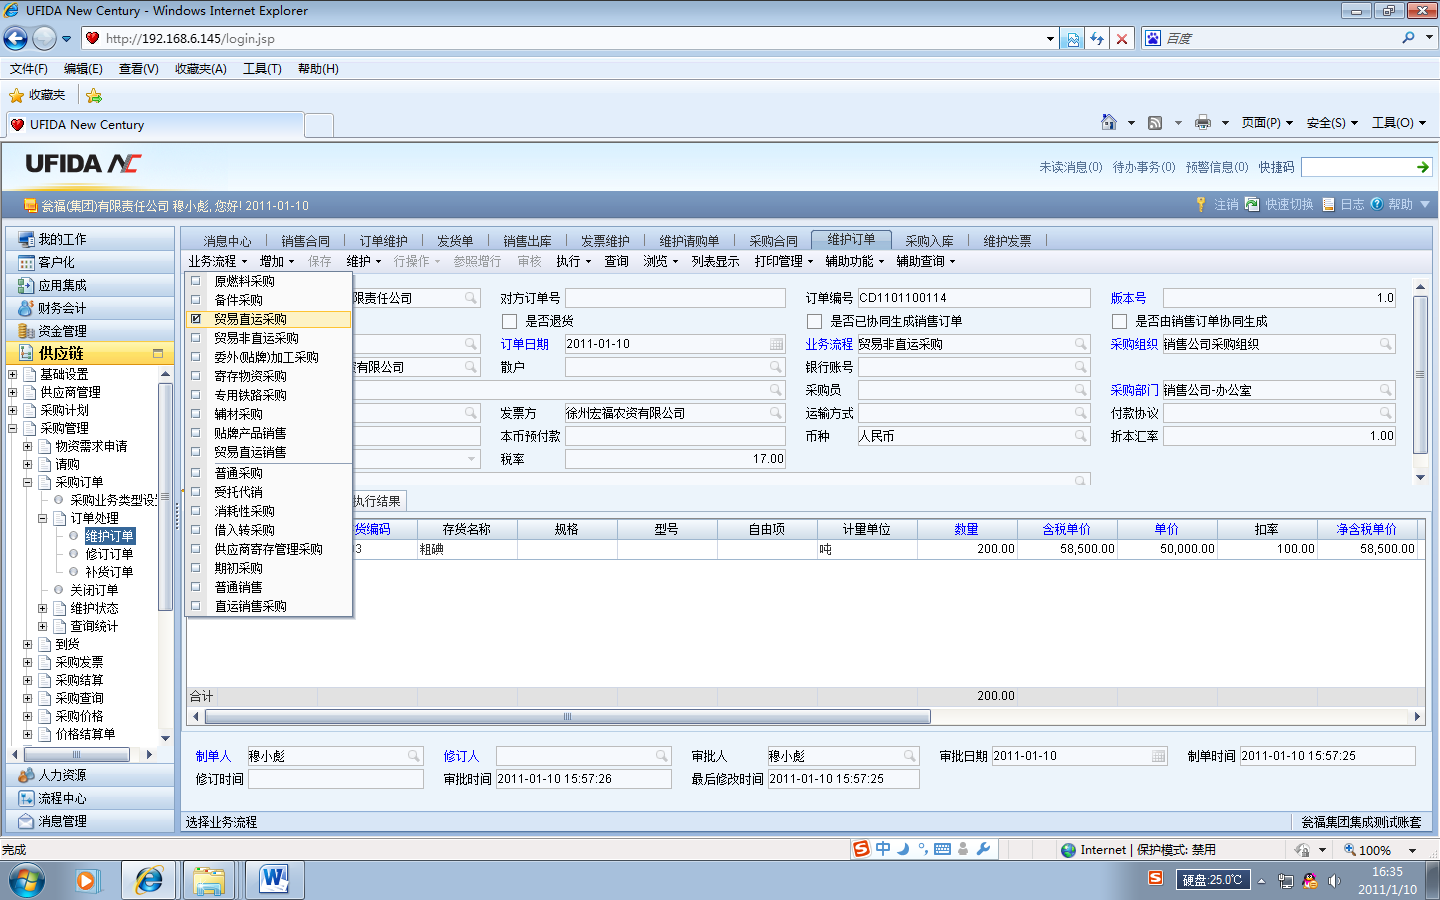 UFIDA New Century - Windows Internet Explorer
http://192.168.6.145/login.jsp
百度
文件(F) 编辑(E) 查看(V) 收藏夹(A) 工具(T) 帮助(H)
收藏夹
UFIDA New Century
页面(P) 安全(S) 工具(O)
UFIDA NC
未读消息(0) 待办事务(0) 预警信息(0) 快捷码
瓮福(集团)有限责任公司 穆小彪, 您好! 2011-01-10
注销 快速切换 日志 帮助
我的工作
客户化
应用集成
财务会计
资金管理
供应链
基础设置
供应商管理
采购计划
采购管理
物资需求申请
请购
采购订单
采购业务类型设
订单处理
维护订单
修订订单
补货订单
关闭订单
维护状态
查询统计
到货
采购发票
采购结算
采购查询
采购价格
价格结算单
人力资源
流程中心
消息管理
消息中心 销售合同 订单维护 发货单 销售出库 发票维护 维护请购单 采购合同 维护订单 采购入库 维护发票
业务流程 增加 保存 维护 行操作 参照增行 审核 执行 查询 浏览 列表显示 打印管理 辅助功能 辅助查询
原燃料采购
备件采购
贸易直运采购
贸易非直运采购
委外(贴牌)加工采购
寄存物资采购
专用铁路采购
辅材采购
贴牌产品销售
贸易直运销售
普通采购
受托代销
消耗性采购
借入转采购
供应商寄存管理采购
期初采购
普通销售
直运销售采购
限责任公司 对方订单号 订单编号 CD1101100114 版本号 1.0
是否退货 是否已协同生成销售订单 是否由销售订单协同生成
订单日期 2011-01-10 业务流程 贸易非直运采购 采购组织 销售公司采购组织
有限公司 散户 银行账号
采购员 采购部门 销售公司-办公室
发票方 徐州宏福农资有限公司 运输方式 付款协议
本币预付款 币种 人民币 折本汇率 1.00
税率 17.00
执行结果
货编码 存货名称 规格 型号 自由项 计量单位 数量 含税单价 单价 扣率 净含税单价
3 粗碘 吨 200.00 58,500.00 50,000.00 100.00 58,500.00
合计 200.00
制单人 穆小彪 修订人 审批人 穆小彪 审批日期 2011-01-10 制单时间 2011-01-10 15:57:25
修订时间 审批时间 2011-01-10 15:57:26 最后修改时间 2011-01-10 15:57:25
选择业务流程 瓮福集团集成测试账套
完成 中 Internet | 保护模式: 禁用 100%
硬盘:25.0℃ 16:35
2011/1/10